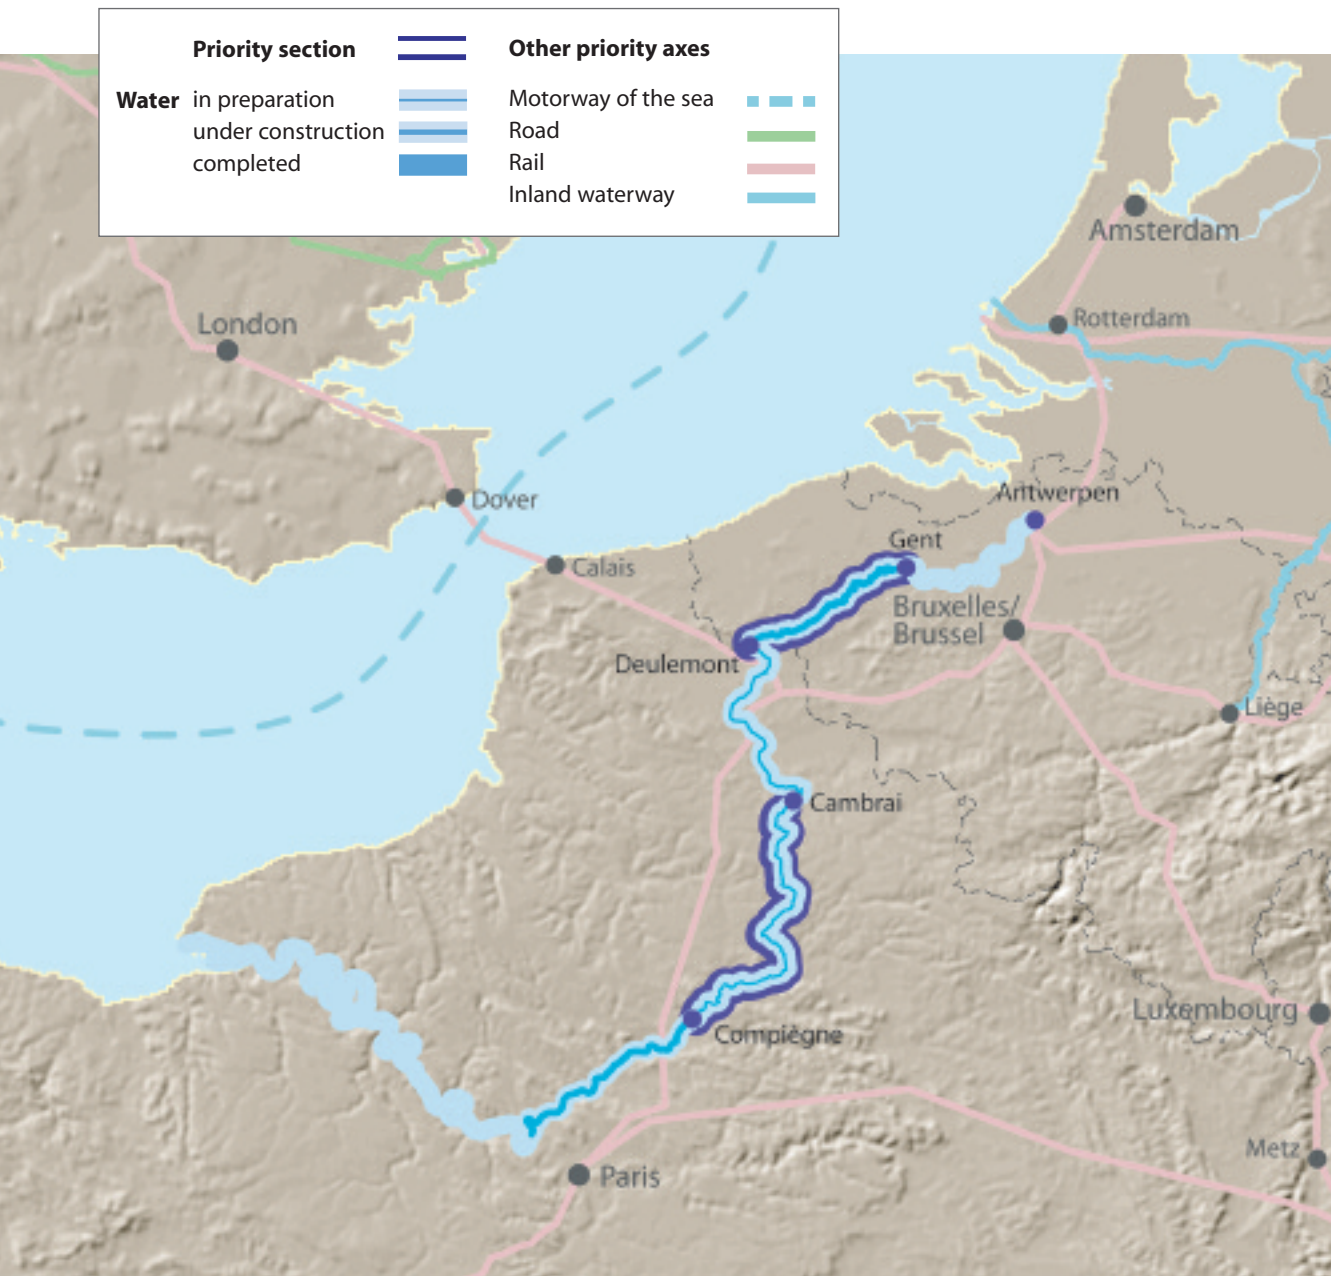 Priority section
Other priority axes
Water in preparation
Motorway of the sea
under construction
Road
completed
Rail
Inland waterway
Amsterdam
London
Rotterdam
Dover
Antwerpen
Gent
Calais
Bruxelles/
Brussel
Deulemont
Liège
Cambrai
Luxembourg
Compiègne
Metz
Paris